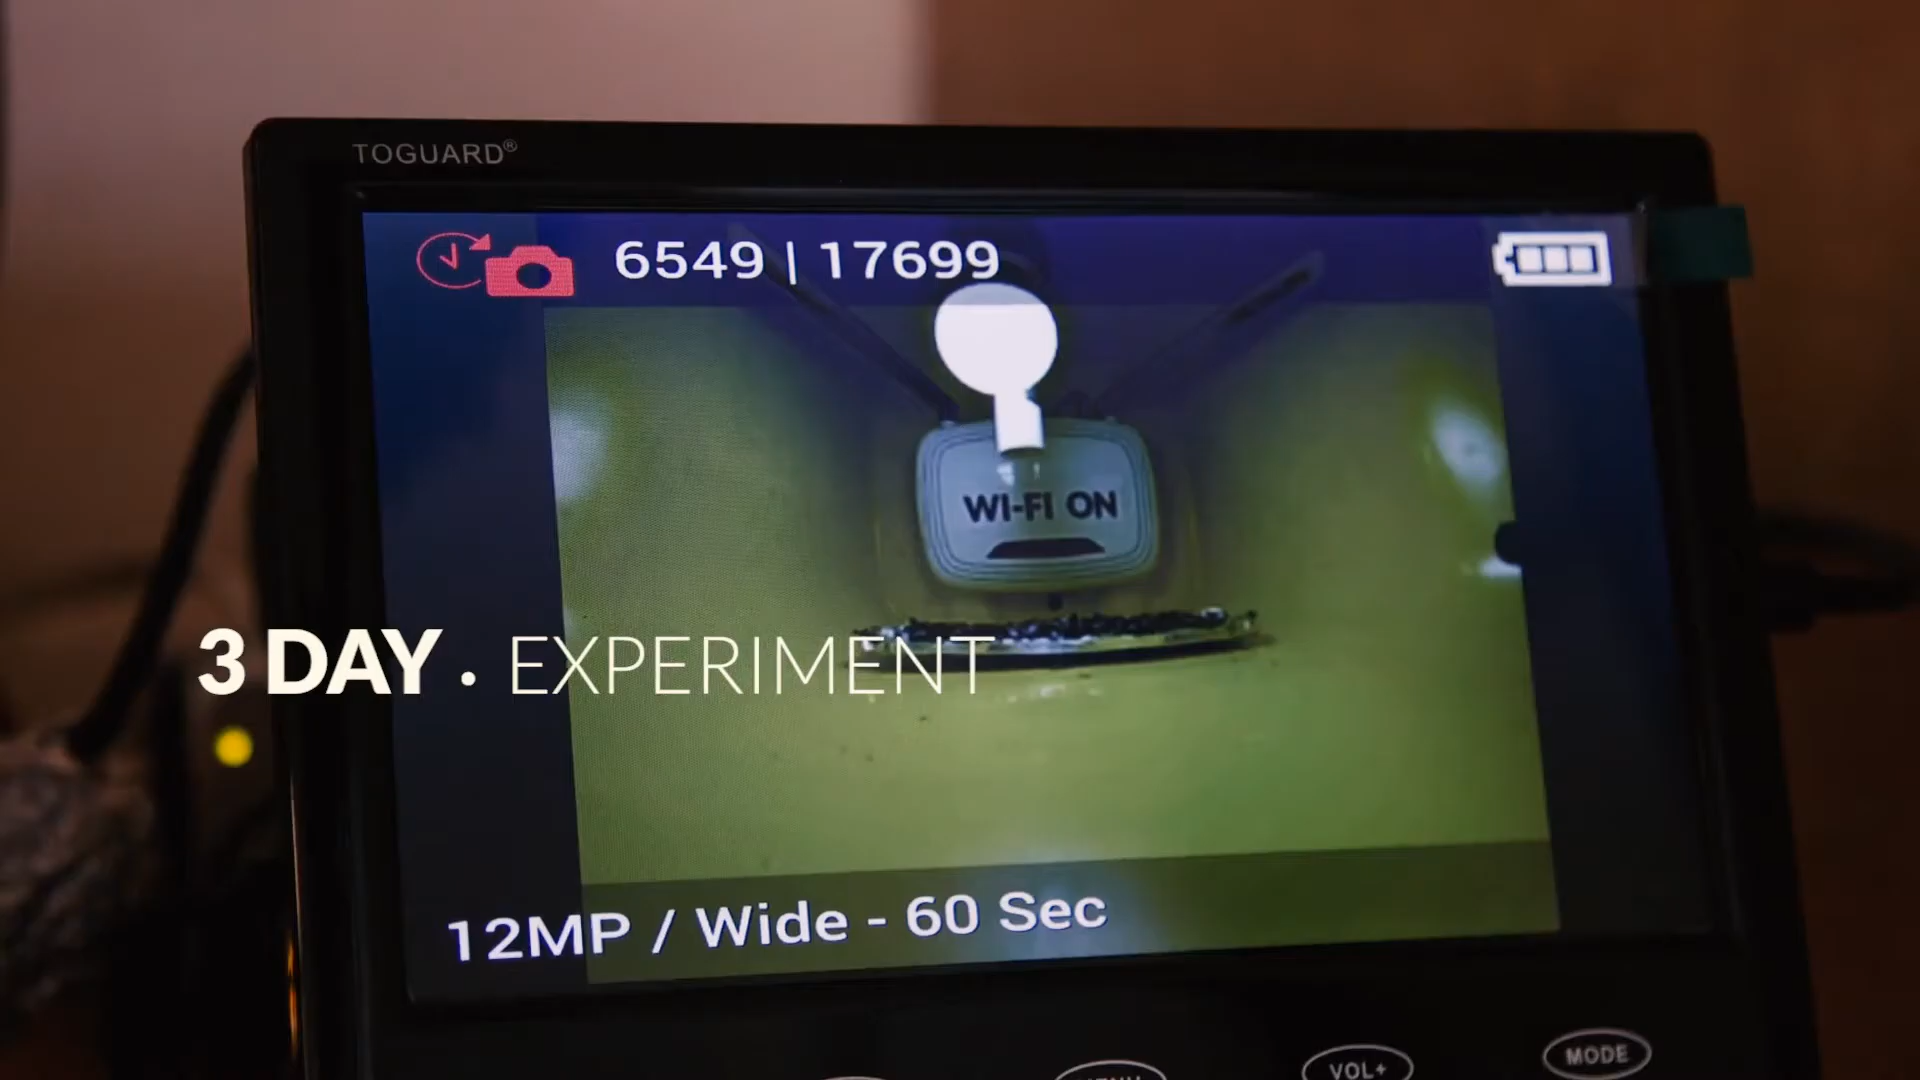 TOGUARD®
6549 | 17699
WI-FI ON
3 DAY. EXPERIMENT
12MP / Wide - 60 Sec
VOL+
MODE